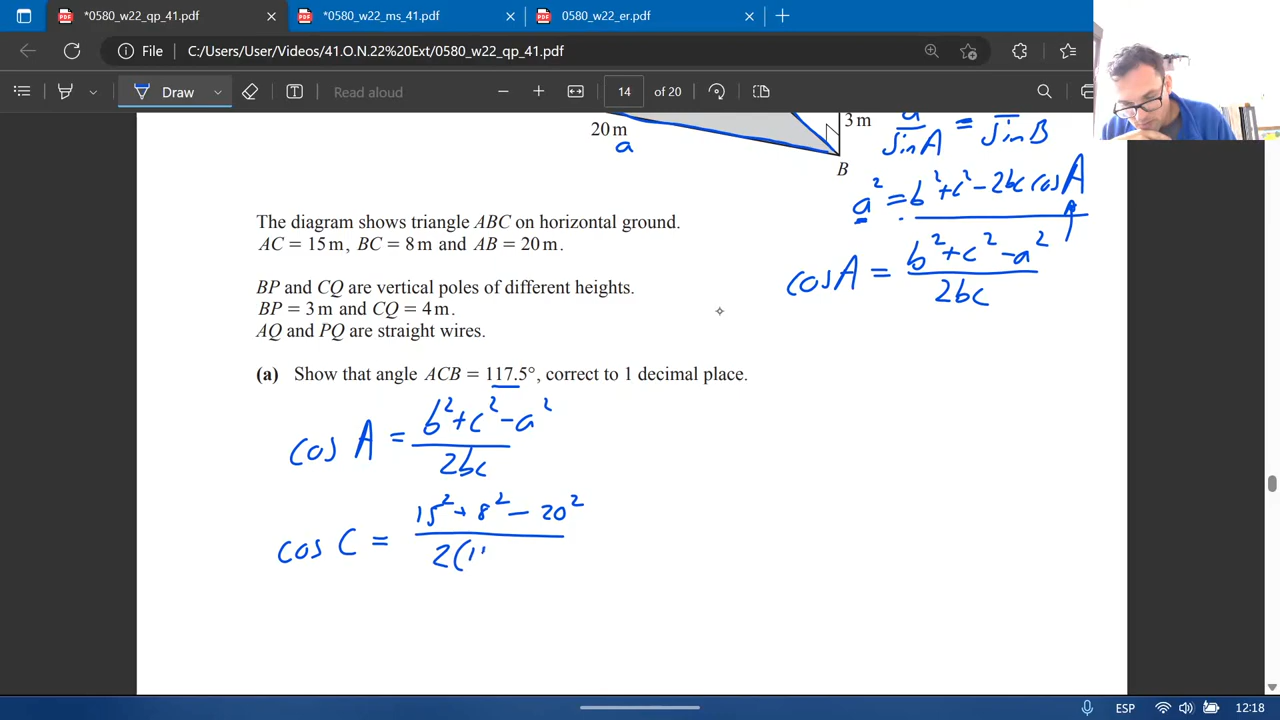 *0580_w22_qp_41.pdf
*0580_w22_ms_41.pdf
0580_w22_er.pdf
File
C:/Users/User/Videos/41.O.N.22%20Ext/0580_w22_qp_41.pdf
Draw
Read aloud
14 of 20
20 m
a
3 m
B
a/sin A = /sin B
a² = b² + c² - 2bc cos A
cos A = b² + c² - a² / 2bc
The diagram shows triangle ABC on horizontal ground.
AC = 15 m, BC = 8 m and AB = 20 m.
BP and CQ are vertical poles of different heights.
BP = 3 m and CQ = 4 m.
AQ and PQ are straight wires.
(a) Show that angle ACB = 117.5°, correct to 1 decimal place.
cos A = b² + c² - a² / 2bc
cos C = 15² + 8² - 20² / 2(1
ESP
12:18